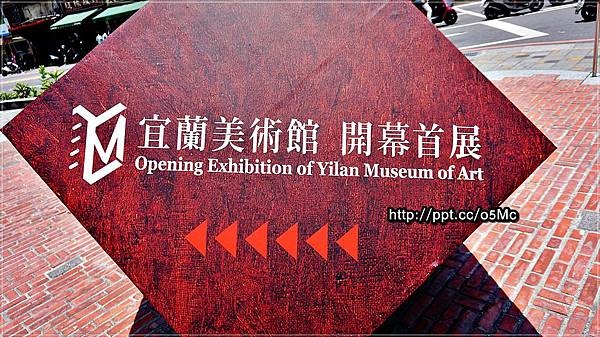 宜蘭美術館 開幕首展
Opening Exhibition of Yilan Museum of Art
http://ppt.cc/o5Mc